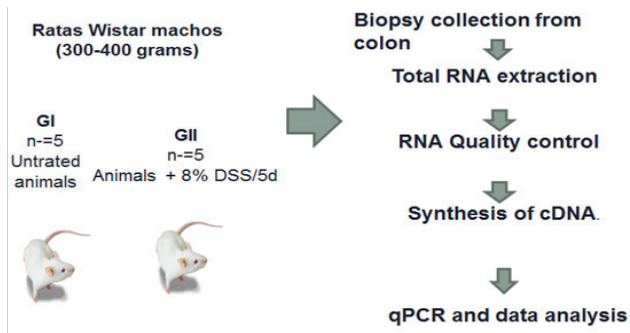 Ratas Wistar machos
(300-400 grams)
GI
n-=5
Untrated
animals
GII
n-=5
Animals + 8% DSS/5d
Biopsy collection from
colon
Total RNA extraction
RNA Quality control
Synthesis of cDNA.
qPCR and data analysis